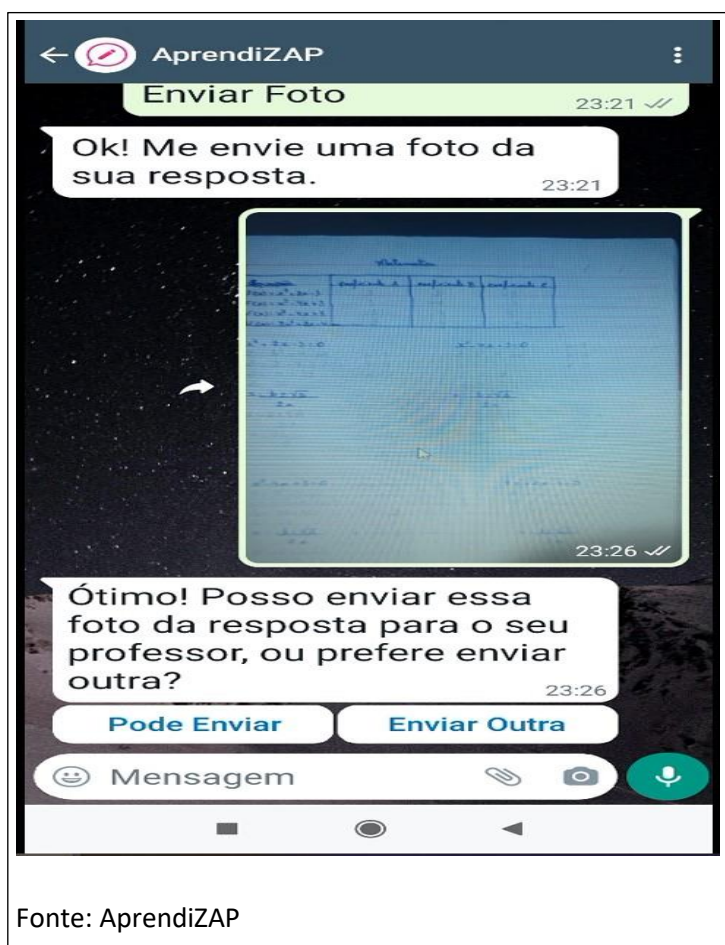 AprendiZAP
Enviar Foto
23:21
Ok! Me envie uma foto da
sua resposta.
23:21
23:26
Ótimo! Posso enviar essa
foto da resposta para o seu
professor, ou prefere enviar
outra?
23:26
Pode Enviar
Enviar Outra
Mensagem
Fonte: AprendiZAP